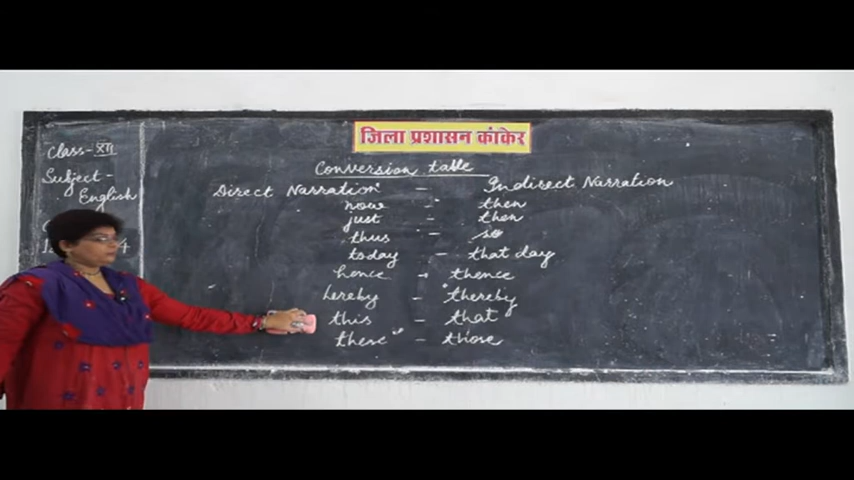 जिला प्रशासन कांकेर
Class- XII
Subject-
English
Conversion table
Direct Narration - Indirect Narration
now - then
just - then
thus - so
today - that day
hence - thence
hereby - thereby
this - that
these - those